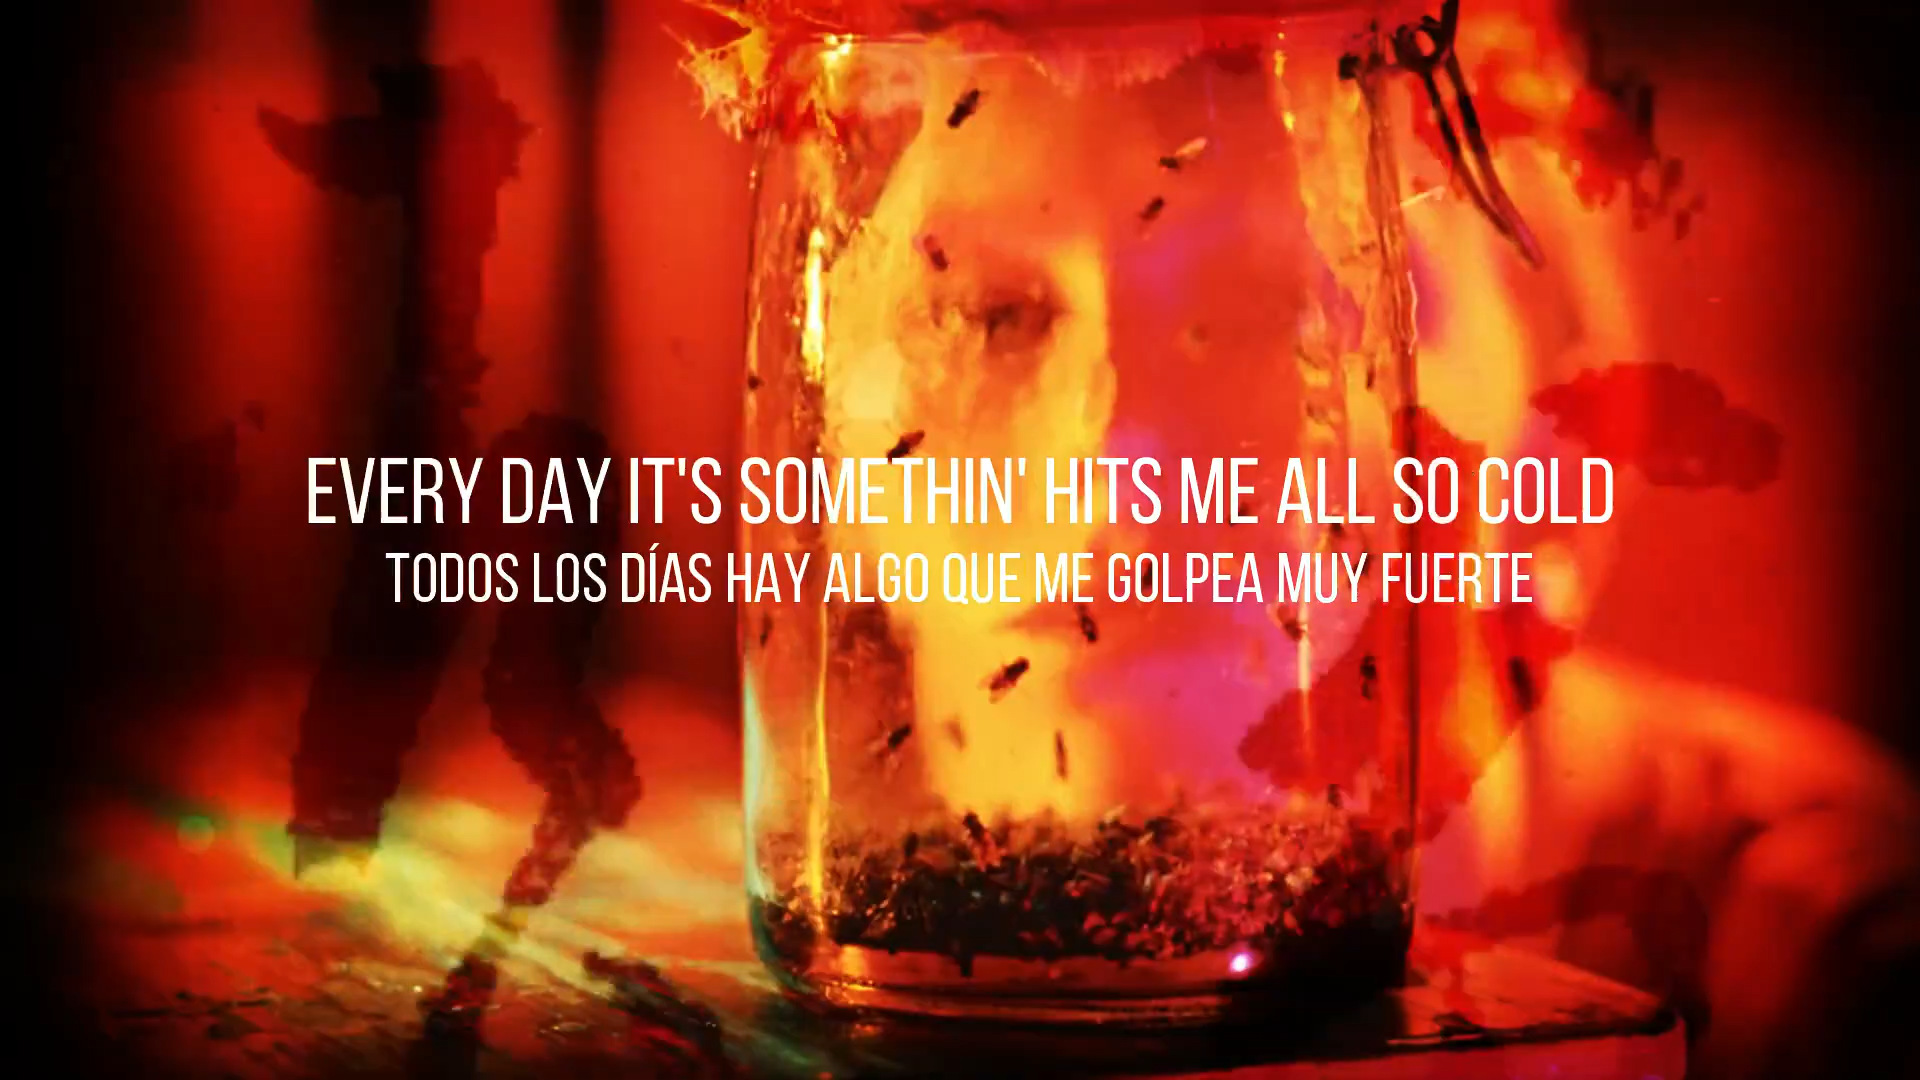 EVERY DAY IT'S SOMETHIN' HITS ME ALL SO COLD
TODOS LOS DÍAS HAY ALGO QUE ME GOLPEA MUY FUERTE